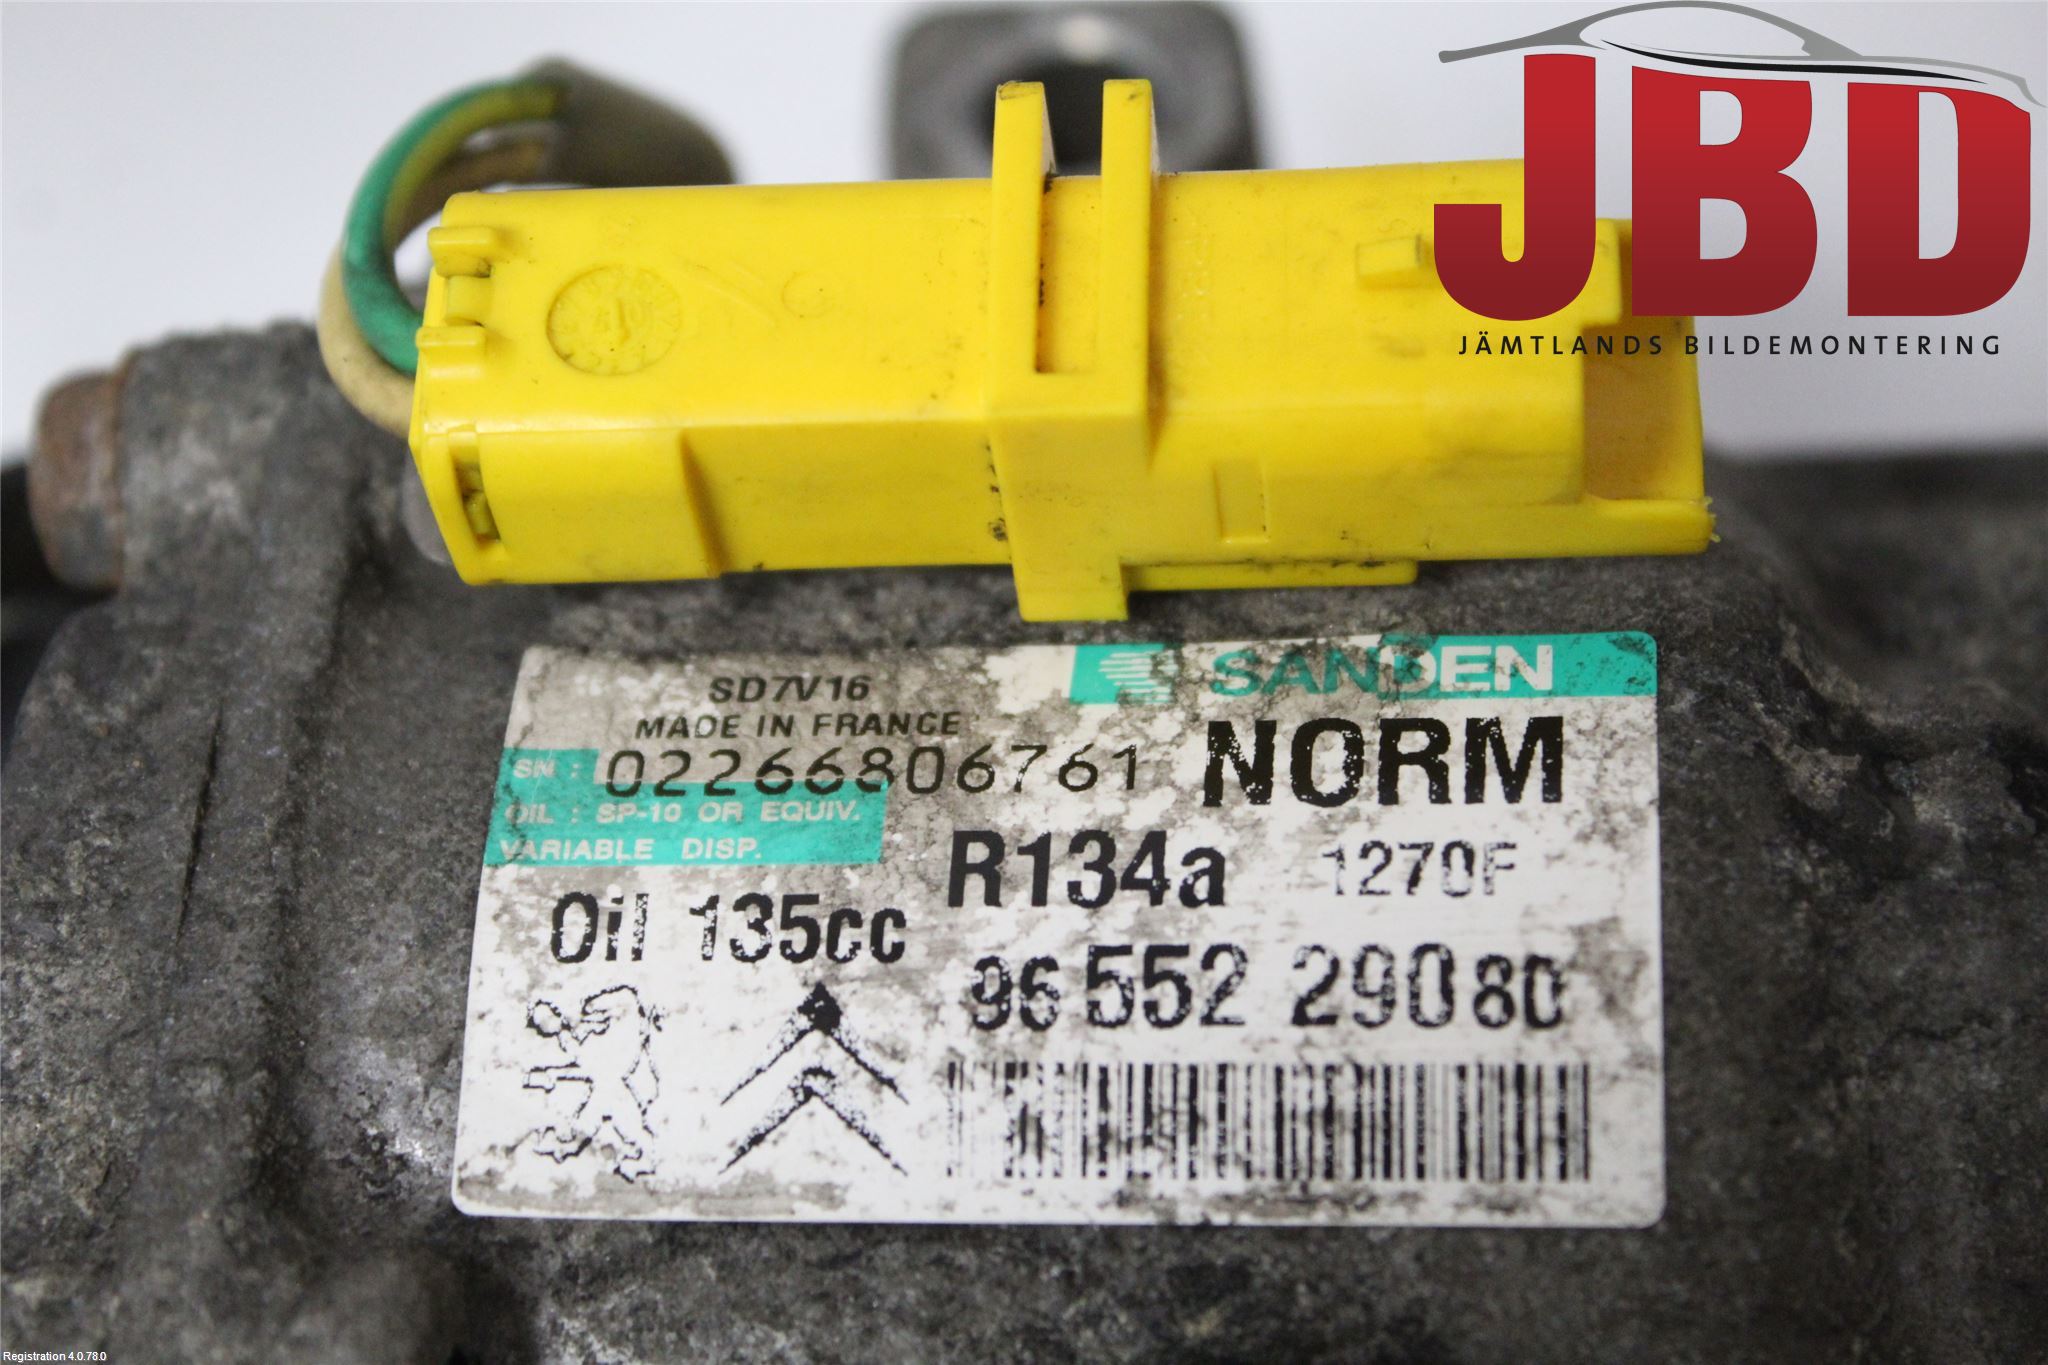 JBD
JÄMTLANDS BILDEMONTERING
SANDEN
SD7V16
MADE IN FRANCE
SN : 02266806761
NORM
OIL : SP-10 OR EQUIV.
VARIABLE DISP.
R134a 1270F
Oil 135cc
96 552 290 80
Registration 4.0.78.0